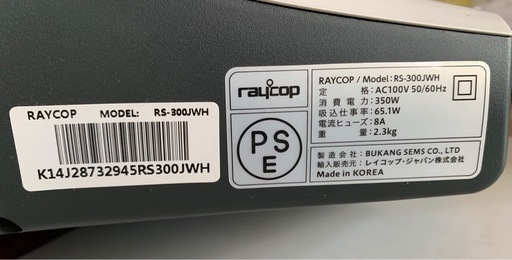 RAYCOP MODEL: RS-300JWH
K14J28732945RS300JWH
raycop
PS
E
RAYCOP / Model: RS-300JWH
定格: AC100V 50/60Hz
消費電力: 350W
吸込仕事率: 65.1W
電流ヒューズ: 8A
重量: 2.3kg
製造会社: BUKANG SEMS CO., LTD
輸入販売元: レイコップ・ジャパン株式会社
Made in KOREA